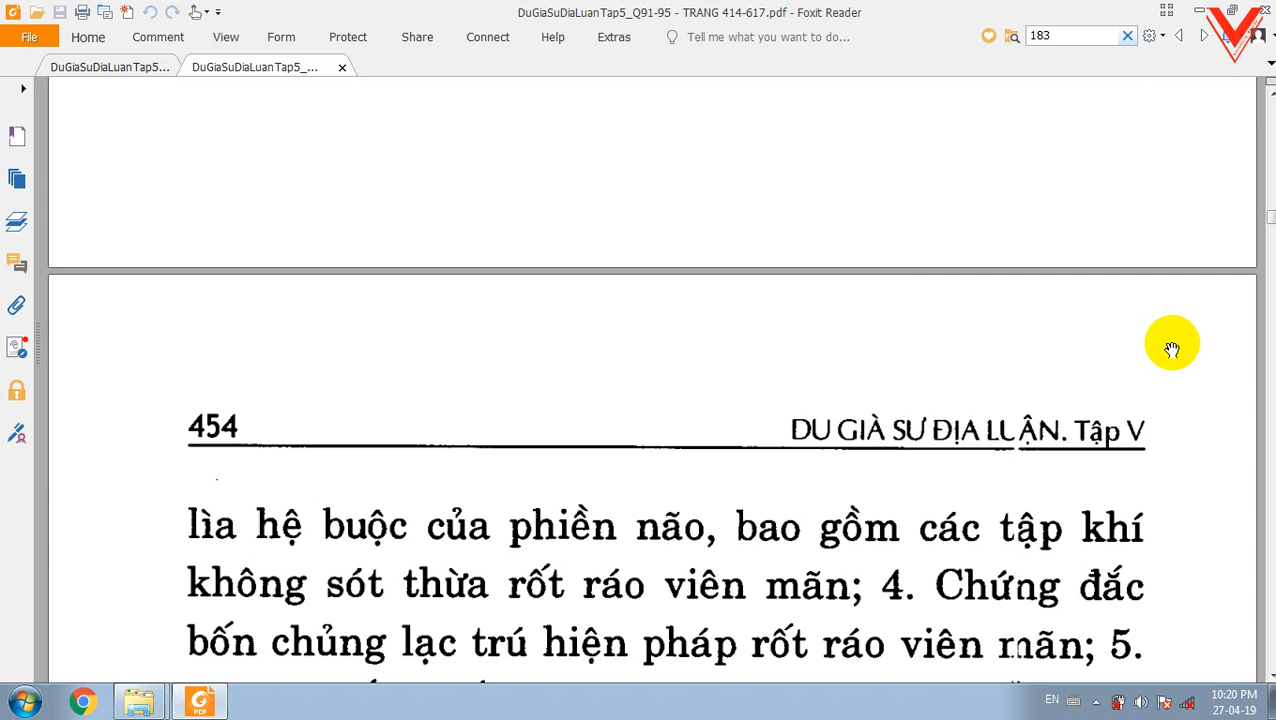 DuGiaSuDiaLuanTap5_Q91-95 - TRANG 414-617.pdf - Foxit Reader
File Home Comment View Form Protect Share Connect Help Extras Tell me what you want to do... 183
DuGiaSuDiaLuanTap5... DuGiaSuDiaLuanTap5_...
454 DU GIÀ SƯ ĐỊA LUẬN. Tập V
lìa hệ buộc của phiền não, bao gồm các tập khí
không sót thừa rốt ráo viên mãn; 4. Chứng đắc
bốn chủng lạc trú hiện pháp rốt ráo viên mãn; 5.
PDF
EN 10:20 PM
27-04-19